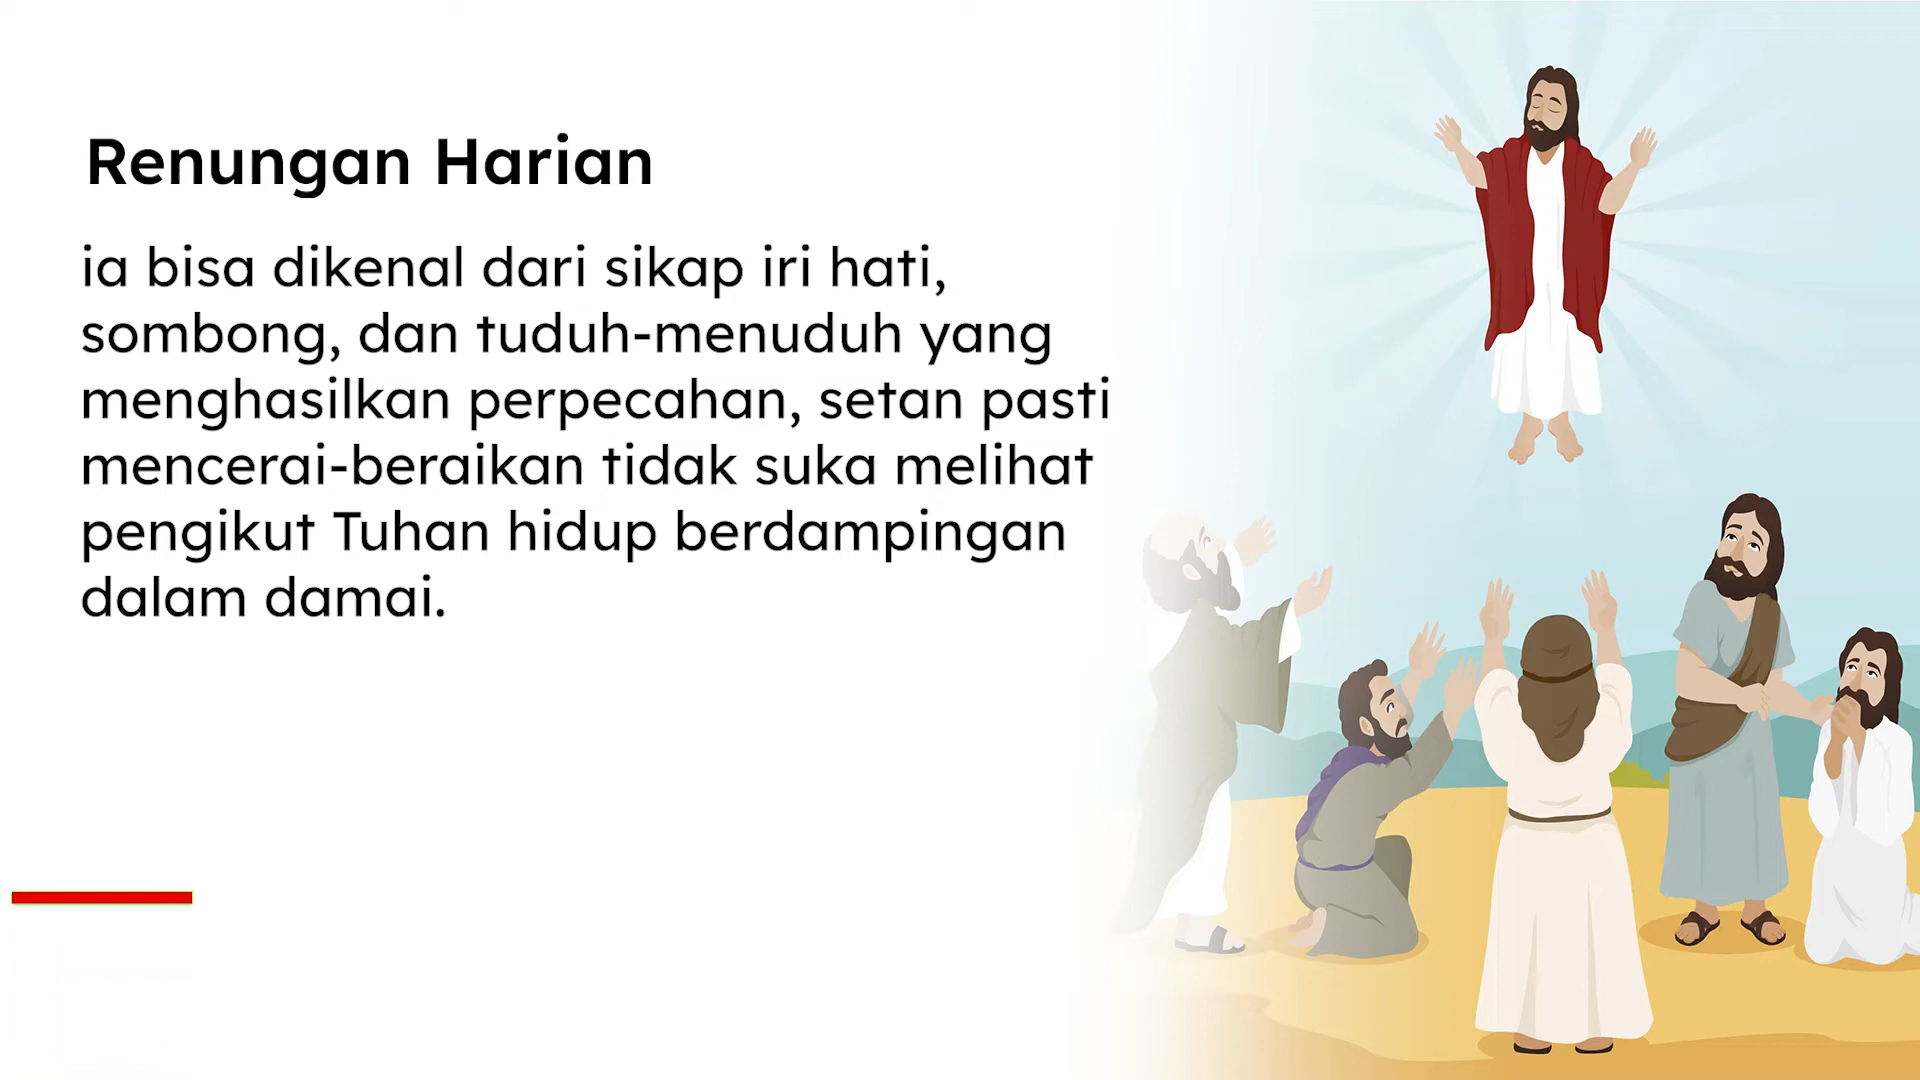 Renungan Harian
ia bisa dikenal dari sikap iri hati,
sombong, dan tuduh-menuduh yang
menghasilkan perpecahan, setan pasti
mencerai-beraikan tidak suka melihat
pengikut Tuhan hidup berdampingan
dalam damai.